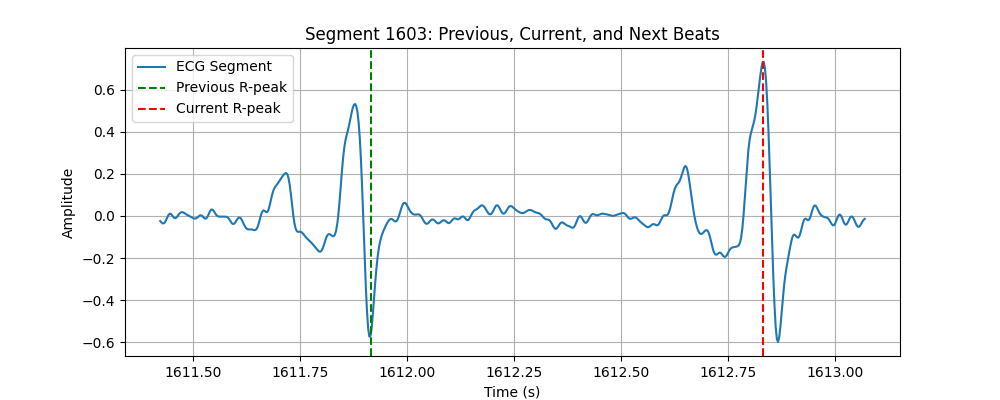 Segment 1603: Previous, Current, and Next Beats
ECG Segment
Previous R-peak
Current R-peak
Amplitude
0.6
0.4
0.2
0.0
−0.2
−0.4
−0.6
1611.50 1611.75 1612.00 1612.25 1612.50 1612.75 1613.00
Time (s)